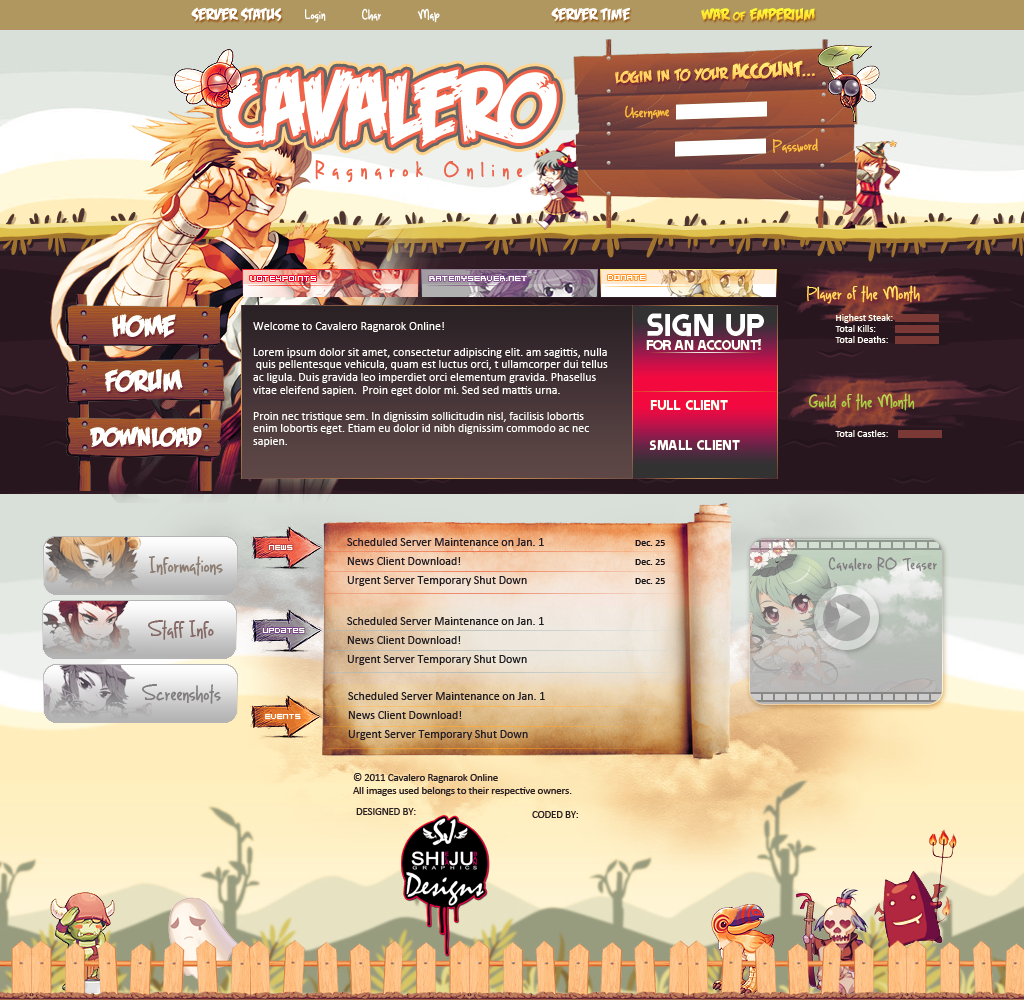 SERVER STATUS Login Char Map SERVER TIME WAR OF EMPERIUM
CAVALERO
Ragnarok Online
LOGIN IN TO YOUR ACCOUNT...
Username
Password
VOTE4POINTS RATEMYSERVER.NET DONATE
HOME
FORUM
DOWNLOAD
Welcome to Cavalero Ragnarok Online!
Lorem ipsum dolor sit amet, consectetur adipiscing elit. am sagittis, nulla
quis pellentesque vehicula, quam est luctus orci, t ullamcorper dui tellus
ac ligula. Duis gravida leo imperdiet orci elementum gravida. Phasellus
vitae eleifend sapien. Proin eget dolor mi. Sed sed mattis urna.
Proin nec tristique sem. In dignissim sollicitudin nisl, facilisis lobortis
enim lobortis eget. Etiam eu dolor id nibh dignissim commodo ac nec
sapien.
SIGN UP
FOR AN ACCOUNT!
FULL CLIENT
SMALL CLIENT
Player of the Month
Highest Steak:
Total Kills:
Total Deaths:
Guild of the Month
Total Castles:
Informations
Staff Info
Screenshots
NEWS
Scheduled Server Maintenance on Jan. 1 Dec. 25
News Client Download! Dec. 25
Urgent Server Temporary Shut Down Dec. 25
UPDATES
Scheduled Server Maintenance on Jan. 1
News Client Download!
Urgent Server Temporary Shut Down
EVENTS
Scheduled Server Maintenance on Jan. 1
News Client Download!
Urgent Server Temporary Shut Down
Cavalero RO Teaser
© 2011 Cavalero Ragnarok Online
All images used belongs to their respective owners.
DESIGNED BY: CODED BY:
SJ
SHIJU
GRAPHICS
Designs